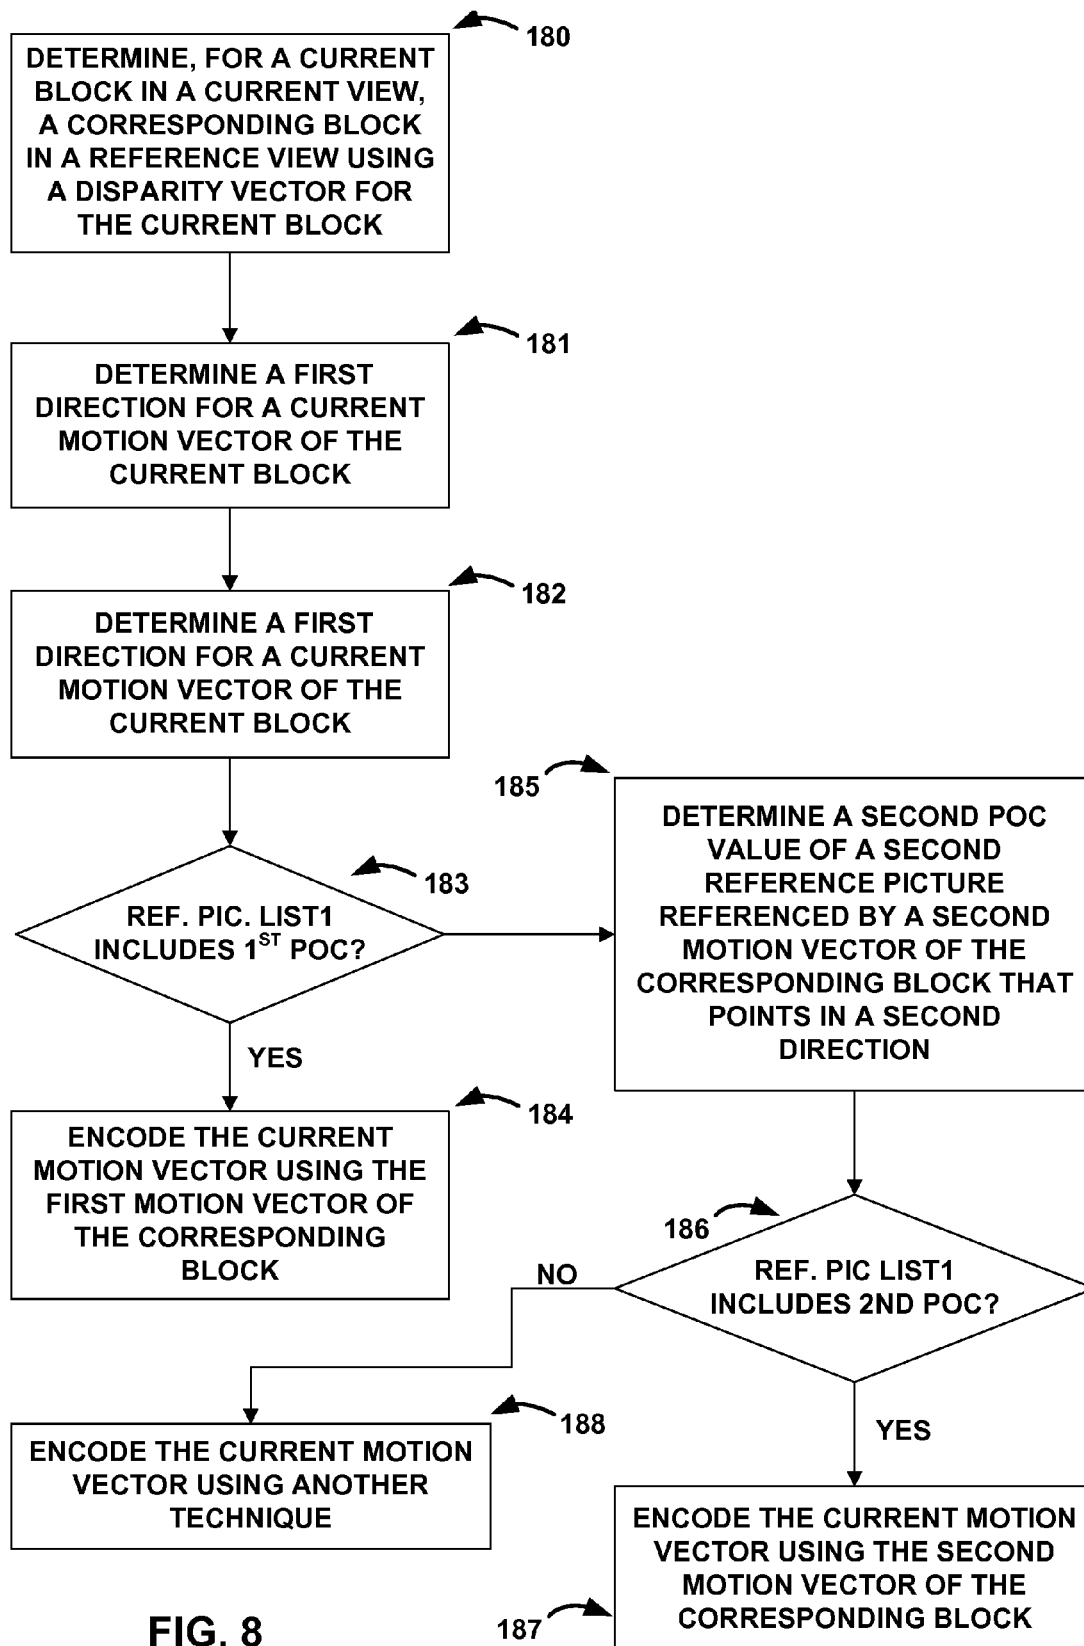 180
DETERMINE, FOR A CURRENT
BLOCK IN A CURRENT VIEW,
A CORRESPONDING BLOCK
IN A REFERENCE VIEW USING
A DISPARITY VECTOR FOR
THE CURRENT BLOCK
181
DETERMINE A FIRST
DIRECTION FOR A CURRENT
MOTION VECTOR OF THE
CURRENT BLOCK
182
DETERMINE A FIRST
DIRECTION FOR A CURRENT
MOTION VECTOR OF THE
CURRENT BLOCK
183
REF. PIC. LIST1
INCLUDES 1ST POC?
YES
184
ENCODE THE CURRENT
MOTION VECTOR USING THE
FIRST MOTION VECTOR OF
THE CORRESPONDING
BLOCK
185
DETERMINE A SECOND POC
VALUE OF A SECOND
REFERENCE PICTURE
REFERENCED BY A SECOND
MOTION VECTOR OF THE
CORRESPONDING BLOCK THAT
POINTS IN A SECOND
DIRECTION
186
REF. PIC LIST1
INCLUDES 2ND POC?
NO
YES
188
ENCODE THE CURRENT MOTION
VECTOR USING ANOTHER
TECHNIQUE
187
ENCODE THE CURRENT MOTION
VECTOR USING THE SECOND
MOTION VECTOR OF THE
CORRESPONDING BLOCK
FIG. 8